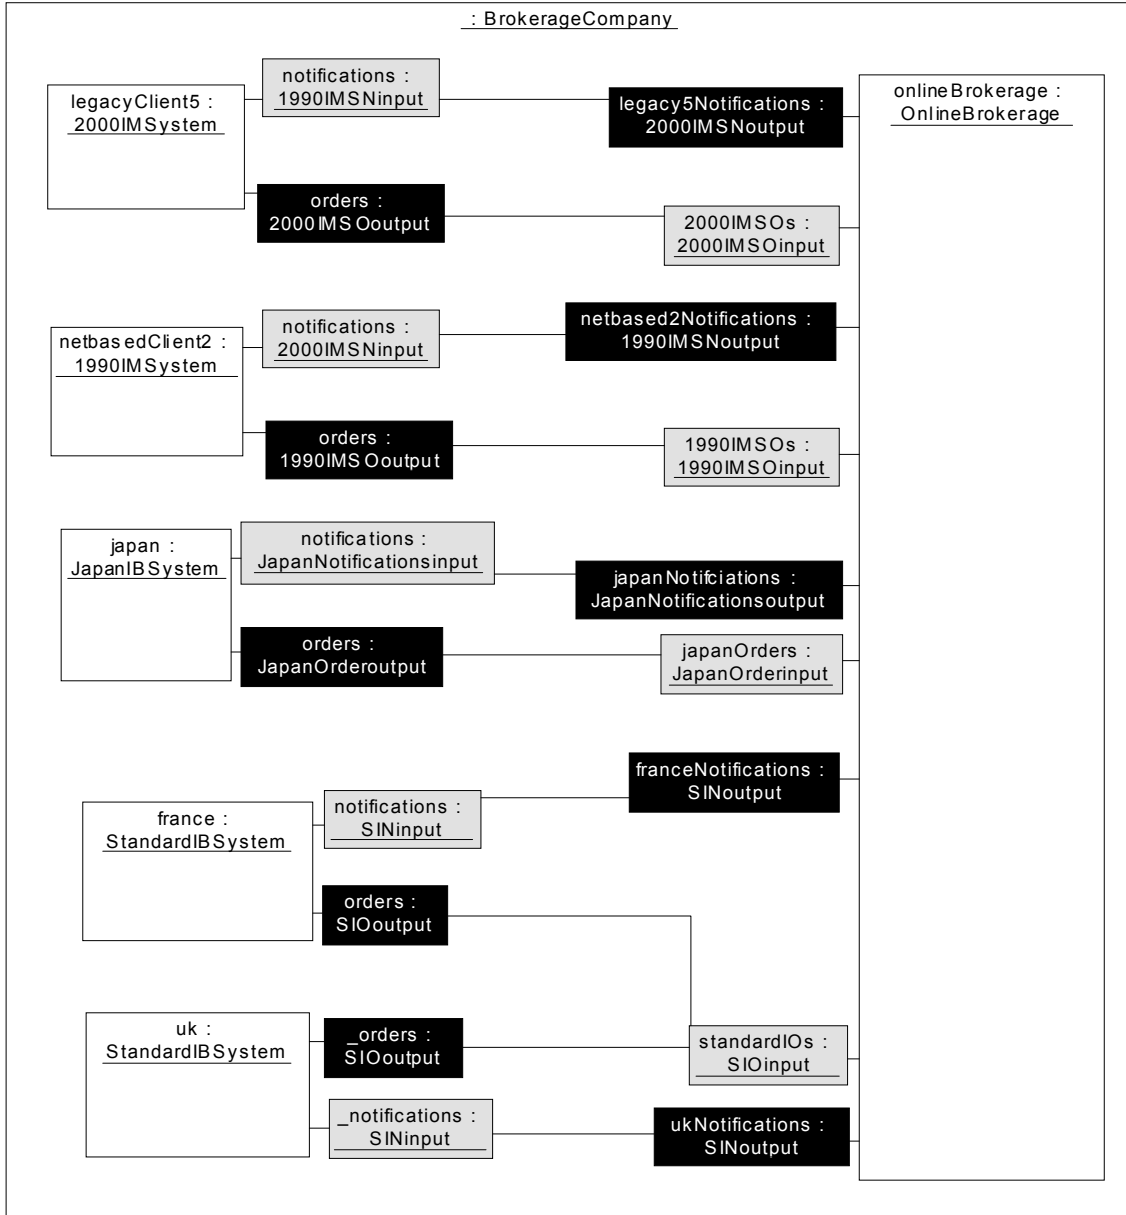 : BrokerageCompany
notifications :
1990IMSNinput
legacyClient5 :
2000IMSystem
legacy5Notifications :
2000IMSNoutput
onlineBrokerage :
OnlineBrokerage
orders :
2000IMSOoutput
2000IMSOs :
2000IMSOinput
notifications :
2000IMSNinput
netbased2Notifications :
1990IMSNoutput
netbasedClient2 :
1990IMSystem
orders :
1990IMSOoutput
1990IMSOs :
1990IMSOinput
japan :
JapanIBSystem
notifications :
JapanNotificationsinput
japanNotifciations :
JapanNotificationsoutput
orders :
JapanOrderoutput
japanOrders :
JapanOrderinput
franceNotifications :
SINoutput
france :
StandardIBSystem
notifications :
SINinput
orders :
SIOoutput
uk :
StandardIBSystem
_orders :
SIOoutput
standardIOs :
SIOinput
_notifications :
SINinput
ukNotifications :
SINoutput